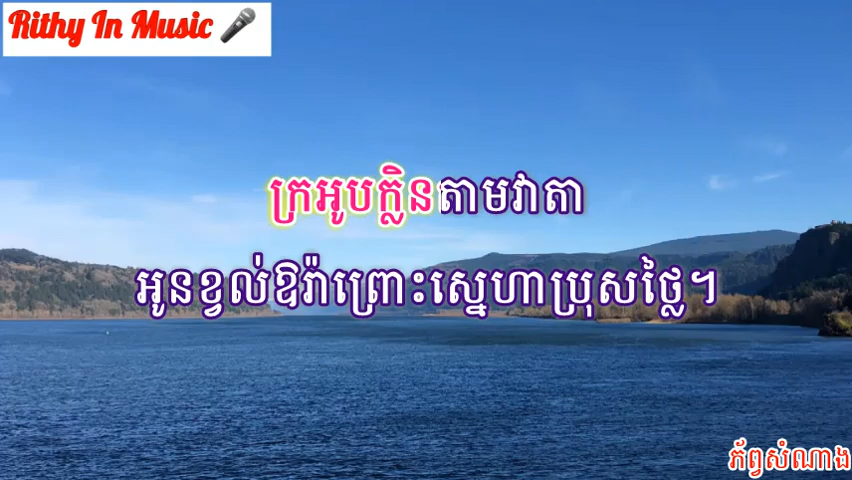 Rithy In Music
ក្រអូបក្លិនតាមវាតា
អូនខ្វល់ឱរ៉ាព្រោះស្នេហាប្រុសថ្លៃ។
ភ័ព្វសំណាង